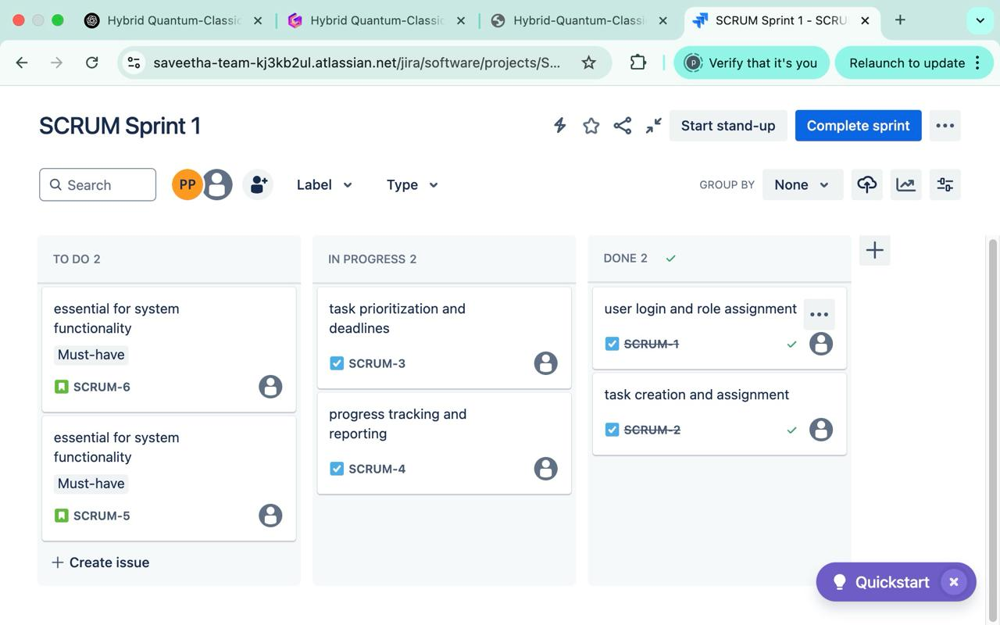 Hybrid Quantum-Classic
Hybrid Quantum-Classic
Hybrid-Quantum-Classi
SCRUM Sprint 1 - SCRU
saveetha-team-kj3kb2ul.atlassian.net/jira/software/projects/S...
p
Verify that it's you
Relaunch to update
SCRUM Sprint 1
Start stand-up
Complete sprint
Search
PP
Label
Type
GROUP BY
None
TO DO 2
essential for system
functionality
Must-have
SCRUM-6
essential for system
functionality
Must-have
SCRUM-5
+ Create issue
IN PROGRESS 2
task prioritization and
deadlines
SCRUM-3
progress tracking and
reporting
SCRUM-4
DONE 2
user login and role assignment
SCRUM-1
task creation and assignment
SCRUM-2
Quickstart